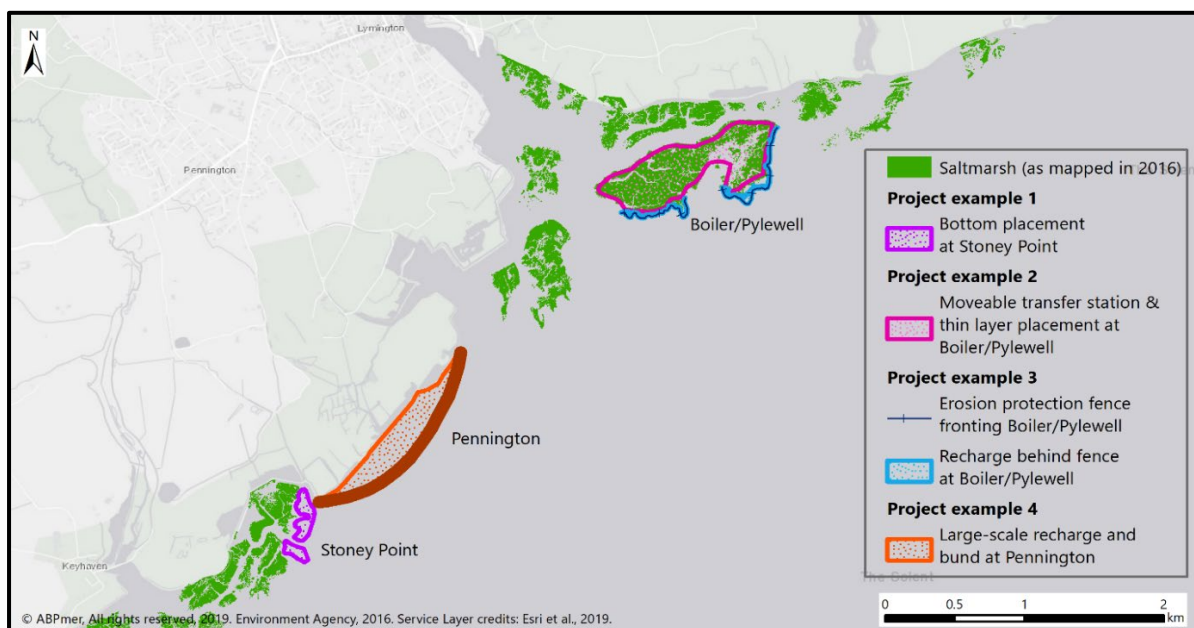 N
Lymington
Pennington
Boiler/Pylewell
Pennington
Stoney Point
Keyhaven
Saltmarsh (as mapped in 2016)
Project example 1
Bottom placement
at Stoney Point
Project example 2
Moveable transfer station &
thin layer placement at
Boiler/Pylewell
Project example 3
Erosion protection fence
fronting Boiler/Pylewell
Recharge behind fence
at Boiler/Pylewell
Project example 4
Large-scale recharge and
bund at Pennington
The Solent
0 0.5 1 2
km
© ABPmer, All rights reserved, 2019. Environment Agency, 2016. Service Layer credits: Esri et al., 2019.